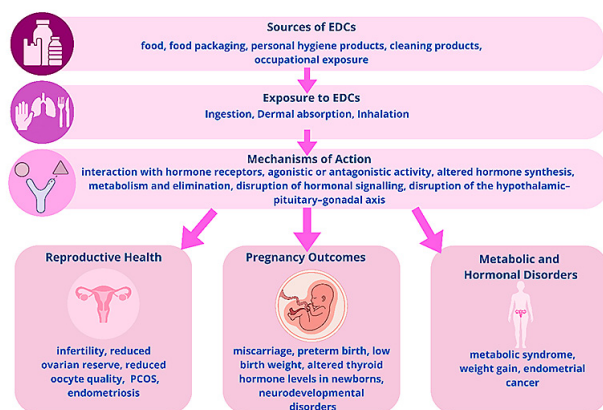 Sources of EDCs
food, food packaging, personal hygiene products, cleaning products,
occupational exposure
Exposure to EDCs
Ingestion, Dermal absorption, Inhalation
Mechanisms of Action
interaction with hormone receptors, agonistic or antagonistic activity, altered hormone synthesis,
metabolism and elimination, disruption of hormonal signalling, disruption of the hypothalamic–
pituitary–gonadal axis
Reproductive Health
infertility, reduced
ovarian reserve, reduced
oocyte quality, PCOS,
endometriosis
Pregnancy Outcomes
miscarriage, preterm birth, low
birth weight, altered thyroid
hormone levels in newborns,
neurodevelopmental
disorders
Metabolic and
Hormonal Disorders
metabolic syndrome,
weight gain, endometrial
cancer